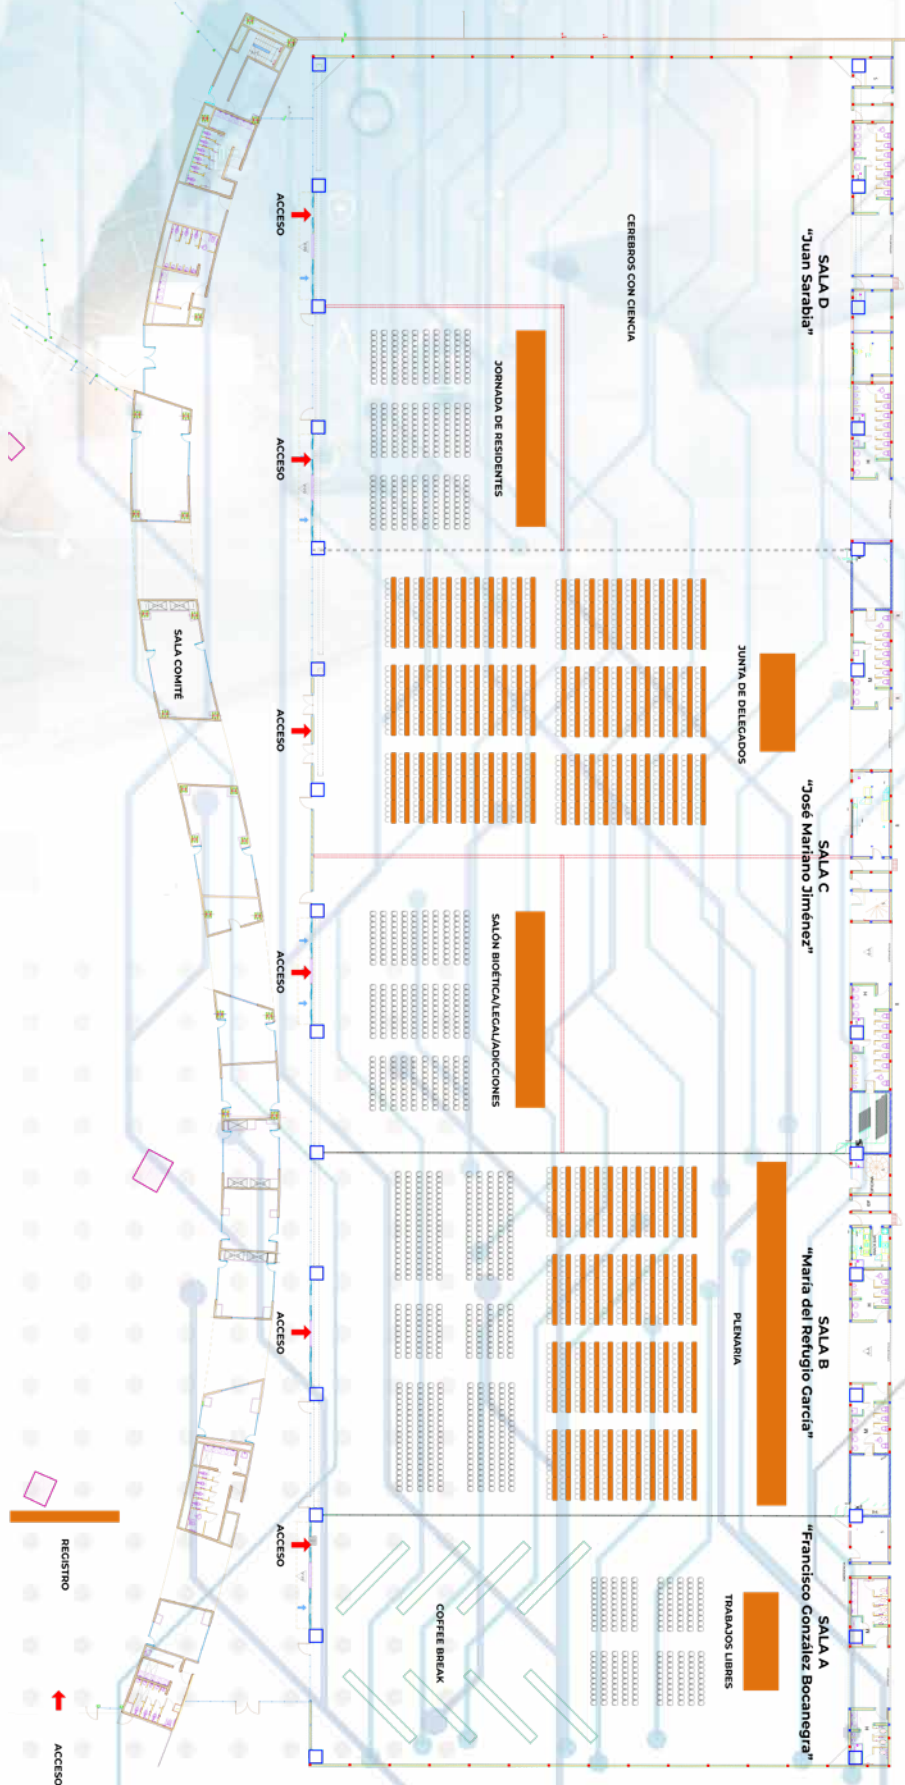 SALA D
"Juan Sarabia"
CEREBROS CON CIENCIA
ACCESO
JORNADA DE RESIDENTES
ACCESO
SALA COMITÉ
JUNTA DE DELEGADOS
ACCESO
SALA C
"José Mariano Jiménez"
SALÓN BIOÉTICA/LEGAL/ADICCIONES
ACCESO
SALA B
"María del Refugio García"
PLENARIA
ACCESO
SALA A
"Francisco González Bocanegra"
TRABAJOS LIBRES
COFFEE BREAK
ACCESO
REGISTRO
ACCESO